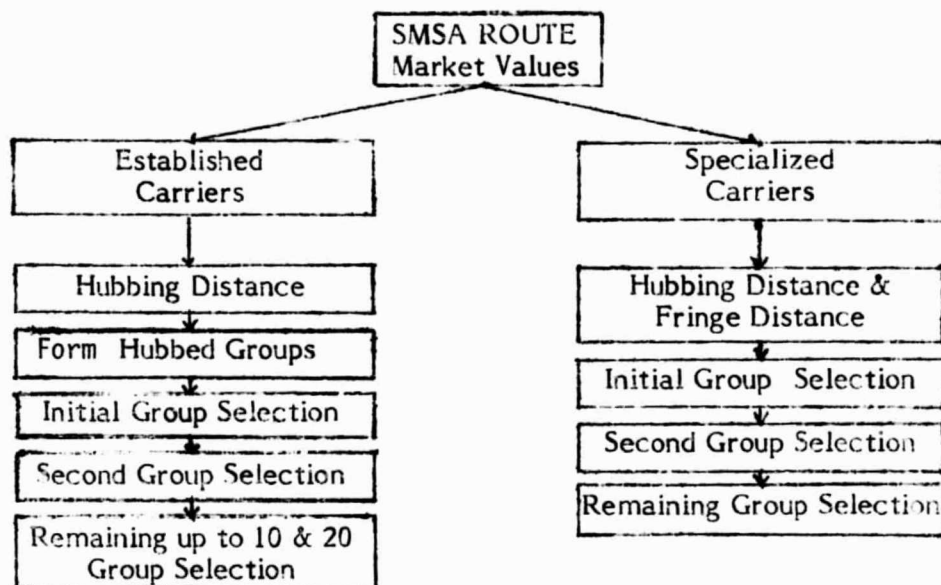 SMSA ROUTE
Market Values
Established
Carriers
Hubbing Distance
Form Hubbed Groups
Initial Group Selection
Second Group Selection
Remaining up to 10 & 20
Group Selection
Specialized
Carriers
Hubbing Distance &
Fringe Distance
Initial Group Selection
Second Group Selection
Remaining Group Selection